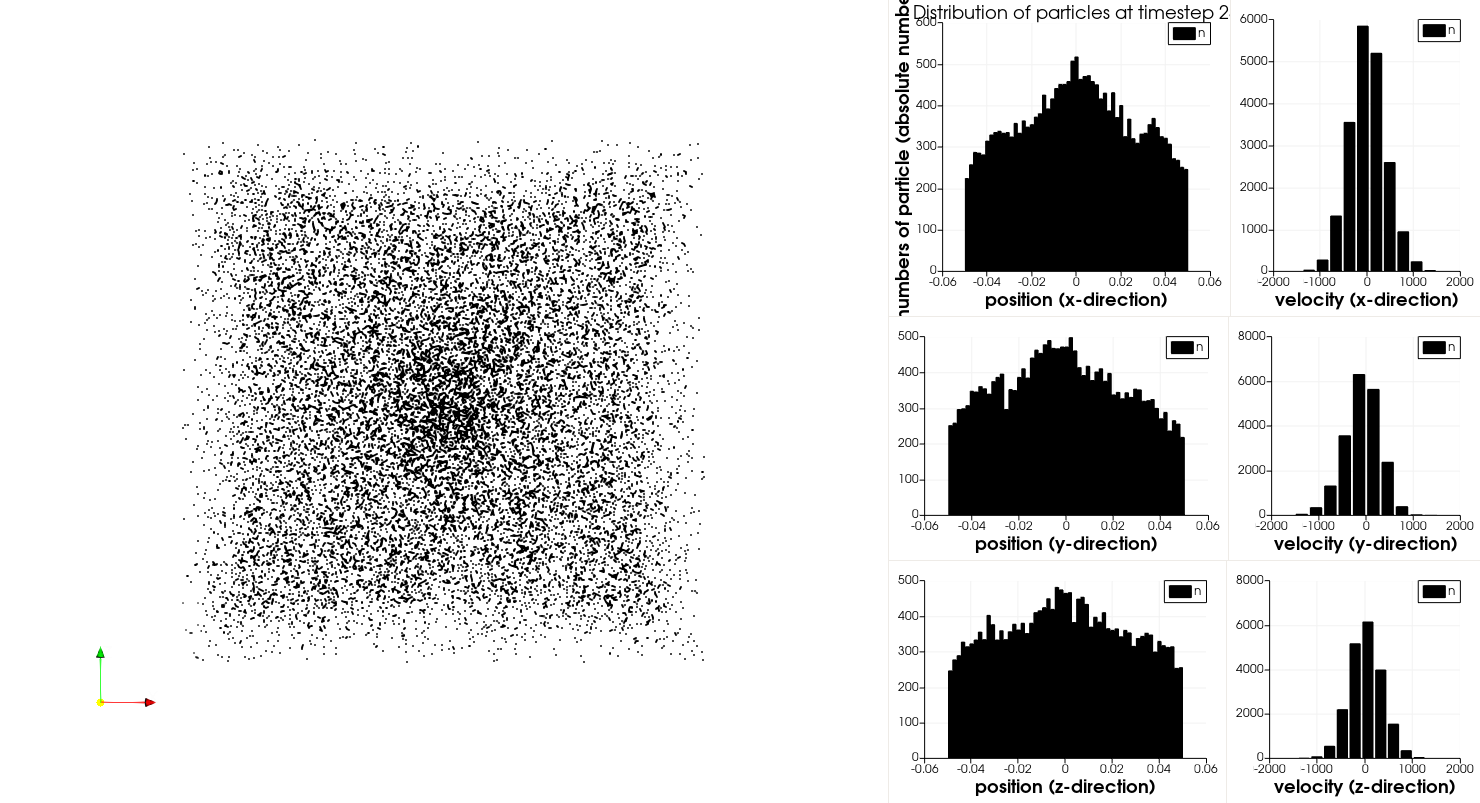 Distribution of particles at timestep 2
numbers of particle (absolute numbe
600
500
400
300
200
100
0
n
-0.06 -0.04 -0.02 0 0.02 0.04 0.06
position (x-direction)
6000
5000
4000
3000
2000
1000
0
n
-2000 -1000 0 1000 2000
velocity (x-direction)
500
400
300
200
100
0
n
-0.06 -0.04 -0.02 0 0.02 0.04 0.06
position (y-direction)
8000
6000
4000
2000
0
n
-2000 -1000 0 1000 2000
velocity (y-direction)
500
400
300
200
100
0
n
-0.06 -0.04 -0.02 0 0.02 0.04 0.06
position (z-direction)
8000
6000
4000
2000
0
n
-2000 -1000 0 1000 2000
velocity (z-direction)